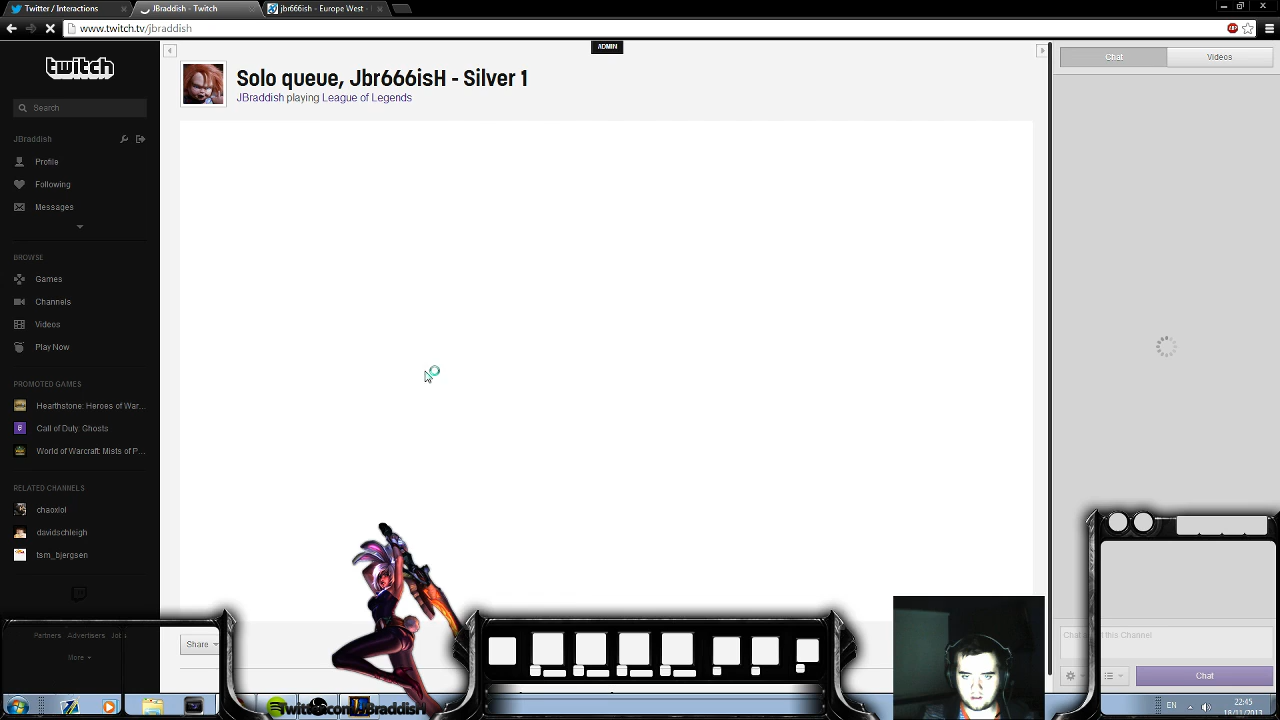 Twitter / Interactions
JBraddish - Twitch
jbr666ish - Europe West -
www.twitch.tv/jbraddish
ADMIN
twitch
Solo queue, Jbr666isH - Silver 1
JBraddish playing League of Legends
Chat
Videos
Search
JBraddish
Profile
Following
Messages
BROWSE
Games
Channels
Videos
Play Now
PROMOTED GAMES
Hearthstone: Heroes of War...
Call of Duty: Ghosts
World of Warcraft: Mists of P...
RELATED CHANNELS
chaoxlol
davidschleigh
tsm_bjergsen
Partners Advertisers
More
Share
this Channel
Chat
EN
22:45